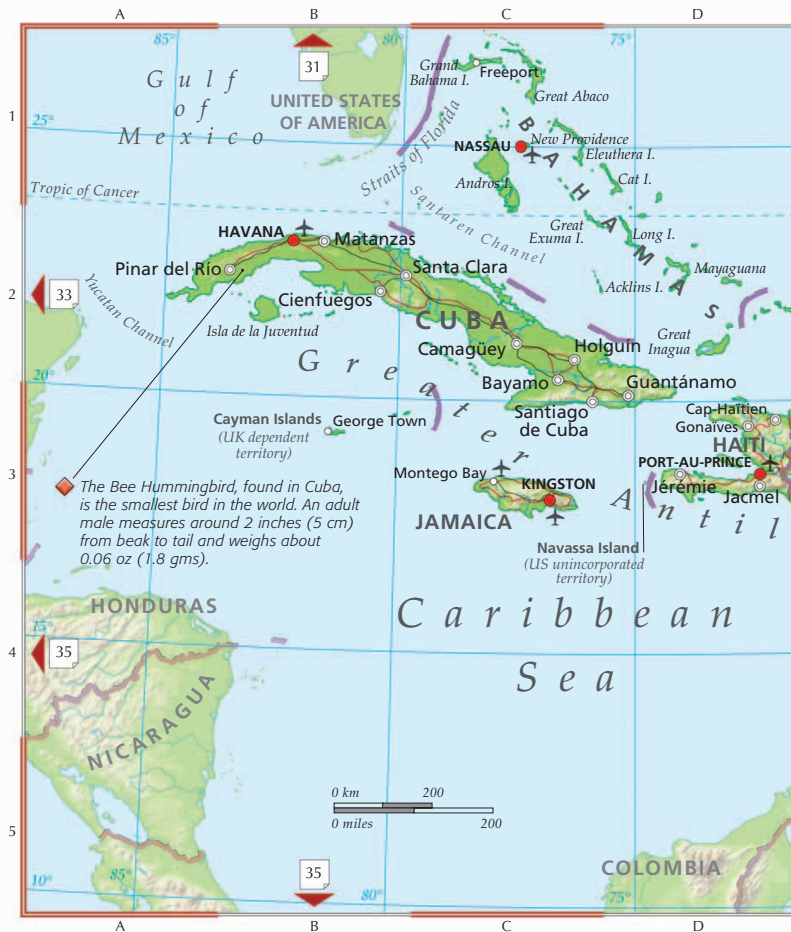 A B C D
85° 80° 75°
31
Gulf
of
Mexico
UNITED STATES
OF AMERICA
Grand
Bahama I.
Freeport
Great Abaco
1
25°
Straits of Florida
BAHAMAS
NASSAU
New Providence
Eleuthera I.
Andros I.
Cat I.
Tropic of Cancer
Santaren Channel
Great
Exuma I.
Long I.
HAVANA
Matanzas
Pinar del Río
Santa Clara
Mayaguana
Acklins I.
33
2
Yucatan Channel
Cienfuegos
Isla de la Juventud
CUBA
Camagüey
Holguín
Great
Inagua
Greater Antil
20°
Bayamo
Guantánamo
Santiago
de Cuba
Cayman Islands
(UK dependent
territory)
George Town
Cap-Haïtien
Gonaïves
HAITI
PORT-AU-PRINCE
3
Montego Bay
KINGSTON
Jérémie
Jacmel
JAMAICA
The Bee Hummingbird, found in Cuba,
is the smallest bird in the world. An adult
male measures around 2 inches (5 cm)
from beak to tail and weighs about
0.06 oz (1.8 gms).
Navassa Island
(US unincorporated
territory)
HONDURAS
Caribbean
Sea
15°
4
35
NICARAGUA
0 km 200
0 miles 200
5
COLOMBIA
35
10° 85° 80° 75°
A B C D